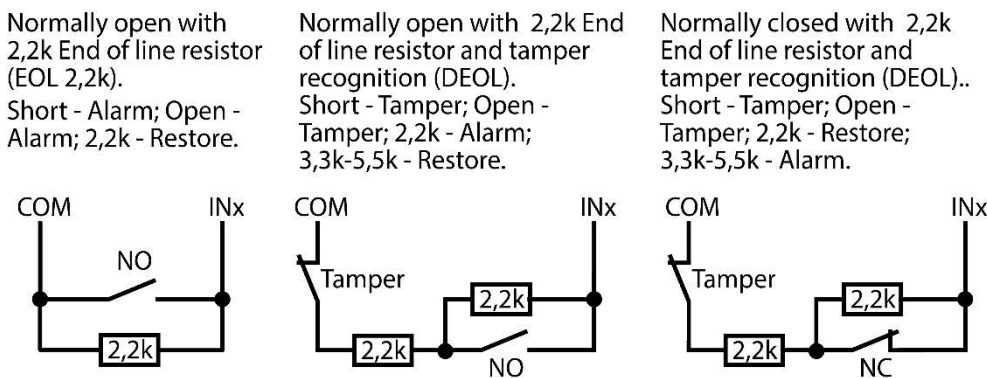 Normally open with
2,2k End of line resistor
(EOL 2,2k).
Short - Alarm; Open -
Alarm; 2,2k - Restore.
COM
INx
NO
2,2k
Normally open with 2,2k End
of line resistor and tamper
recognition (DEOL).
Short - Tamper; Open -
Tamper; 2,2k - Alarm;
3,3k-5,5k - Restore.
COM
INx
Tamper
2,2k
2,2k
NO
Normally closed with 2,2k
End of line resistor and
tamper recognition (DEOL)..
Short - Tamper; Open -
Tamper; 2,2k - Restore;
3,3k-5,5k - Alarm.
COM
INx
Tamper
2,2k
2,2k
NC